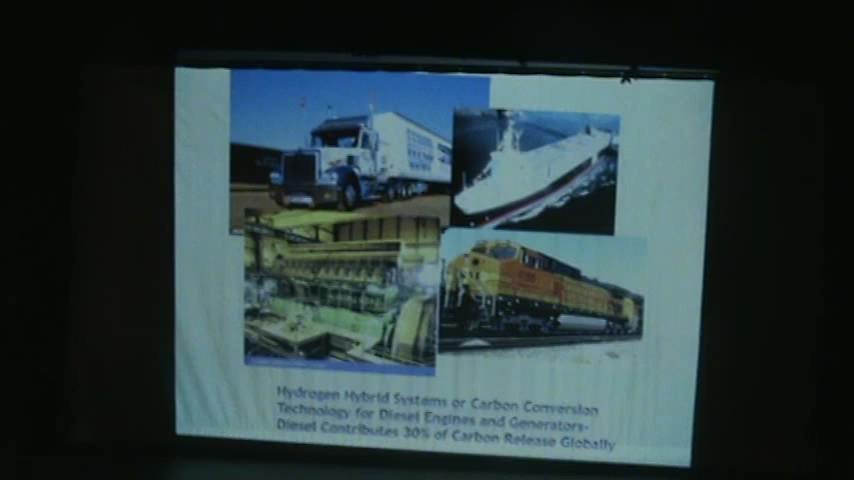 Hydrogen Hybrid Systems or Carbon Conversion
Technology for Diesel Engines and Generators-
Diesel Contributes 30% of Carbon Release Globally